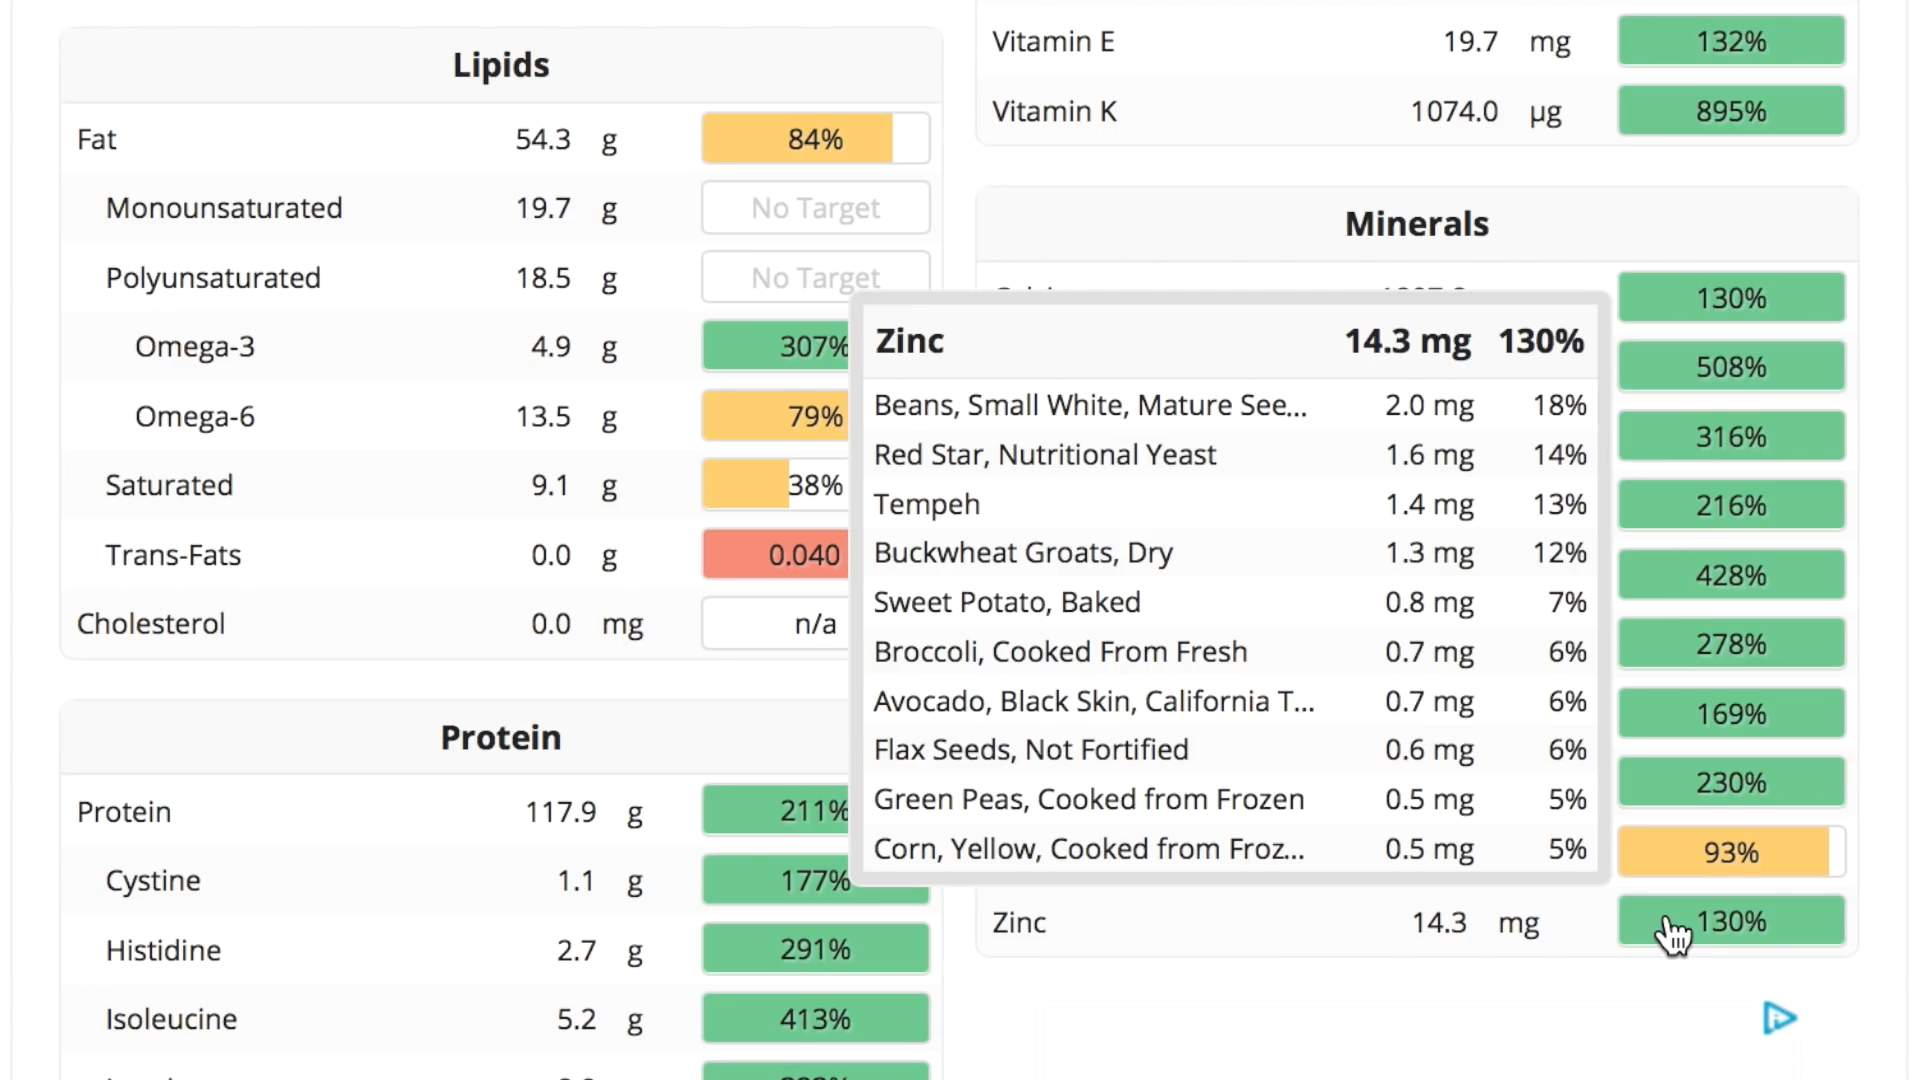 Lipids
Fat 54.3 g 84%
Monounsaturated 19.7 g No Target
Polyunsaturated 18.5 g No Target
Omega-3 4.9 g 307%
Omega-6 13.5 g 79%
Saturated 9.1 g 38%
Trans-Fats 0.0 g 0.040
Cholesterol 0.0 mg n/a
Protein
Protein 117.9 g 211%
Cystine 1.1 g 177%
Histidine 2.7 g 291%
Isoleucine 5.2 g 413%
Vitamin E 19.7 mg 132%
Vitamin K 1074.0 µg 895%
Minerals
130%
508%
316%
216%
428%
278%
169%
230%
93%
Zinc 14.3 mg 130%
Zinc 14.3 mg 130%
Beans, Small White, Mature See... 2.0 mg 18%
Red Star, Nutritional Yeast 1.6 mg 14%
Tempeh 1.4 mg 13%
Buckwheat Groats, Dry 1.3 mg 12%
Sweet Potato, Baked 0.8 mg 7%
Broccoli, Cooked From Fresh 0.7 mg 6%
Avocado, Black Skin, California T... 0.7 mg 6%
Flax Seeds, Not Fortified 0.6 mg 6%
Green Peas, Cooked from Frozen 0.5 mg 5%
Corn, Yellow, Cooked from Froz... 0.5 mg 5%